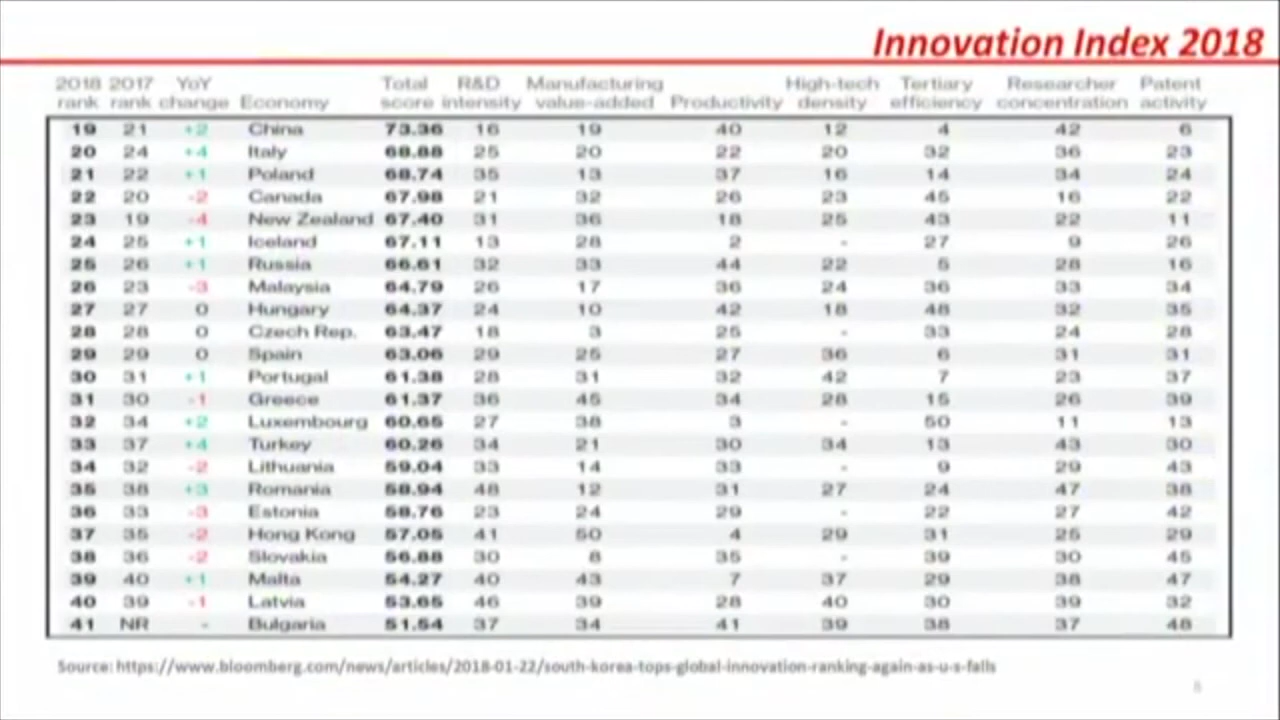 Innovation Index 2018
2018 2017 YoY Total R&D Manufacturing High-tech Tertiary Researcher Patent
rank rank change Economy score intensity value-added Productivity density efficiency concentration activity
19 21 +2 China 73.36 16 19 40 12 4 42 6
20 24 +4 Italy 68.88 25 20 22 20 32 36 23
21 22 +1 Poland 68.74 35 13 37 16 14 34 24
22 20 -2 Canada 67.98 21 32 26 23 45 16 22
23 19 -4 New Zealand 67.40 31 36 18 25 43 22 11
24 25 +1 Iceland 67.11 13 28 2 - 27 9 26
25 26 +1 Russia 66.61 32 33 44 22 5 28 16
26 23 -3 Malaysia 64.79 26 17 36 24 36 33 34
27 27 0 Hungary 64.37 24 10 42 18 48 32 35
28 28 0 Czech Rep. 63.47 18 3 25 - 33 24 28
29 29 0 Spain 63.06 29 25 27 36 6 31 31
30 31 +1 Portugal 61.38 28 31 32 42 7 23 37
31 30 -1 Greece 61.37 36 45 34 28 15 26 39
32 34 +2 Luxembourg 60.65 27 38 3 - 50 11 13
33 37 +4 Turkey 60.26 34 21 30 34 13 43 30
34 32 -2 Lithuania 59.04 33 14 33 - 9 29 43
35 38 +3 Romania 58.94 48 12 31 27 24 47 38
36 33 -3 Estonia 58.76 23 24 29 - 22 27 42
37 35 -2 Hong Kong 57.05 41 50 4 29 31 25 29
38 36 -2 Slovakia 56.88 30 8 35 - 39 30 45
39 40 +1 Malta 54.27 40 43 7 37 29 38 47
40 39 -1 Latvia 53.65 46 39 28 40 30 39 32
41 NR - Bulgaria 51.54 37 34 41 39 38 37 48
Source: https://www.bloomberg.com/news/articles/2018-01-22/south-korea-tops-global-innovation-ranking-again-as-u-s-falls